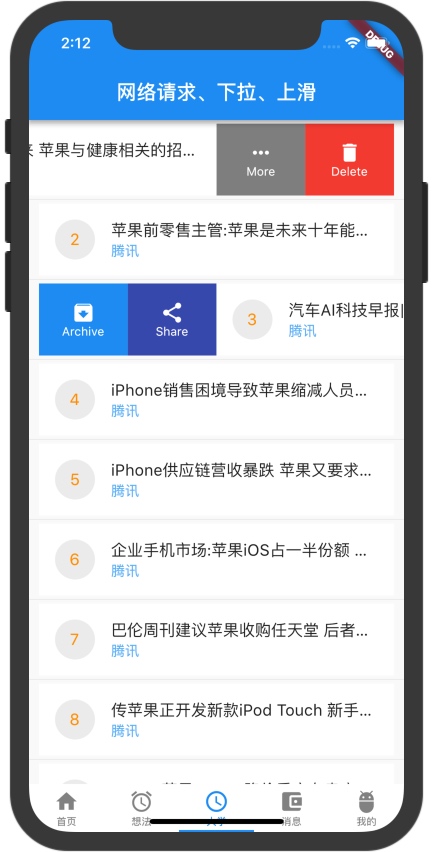 2:12
DEBUG
网络请求、下拉、上滑
苹果与健康相关的招...
More
Delete
2
苹果前零售主管:苹果是未来十年能...
腾讯
Archive
Share
3
汽车AI科技早报|
腾讯
4
iPhone销售困境导致苹果缩减人员...
腾讯
5
iPhone供应链营收暴跌 苹果又要求...
腾讯
6
企业手机市场:苹果iOS占一半份额 ...
腾讯
7
巴伦周刊建议苹果收购任天堂 后者...
腾讯
8
传苹果正开发新款iPod Touch 新手...
腾讯
首页
想法
消息
我的